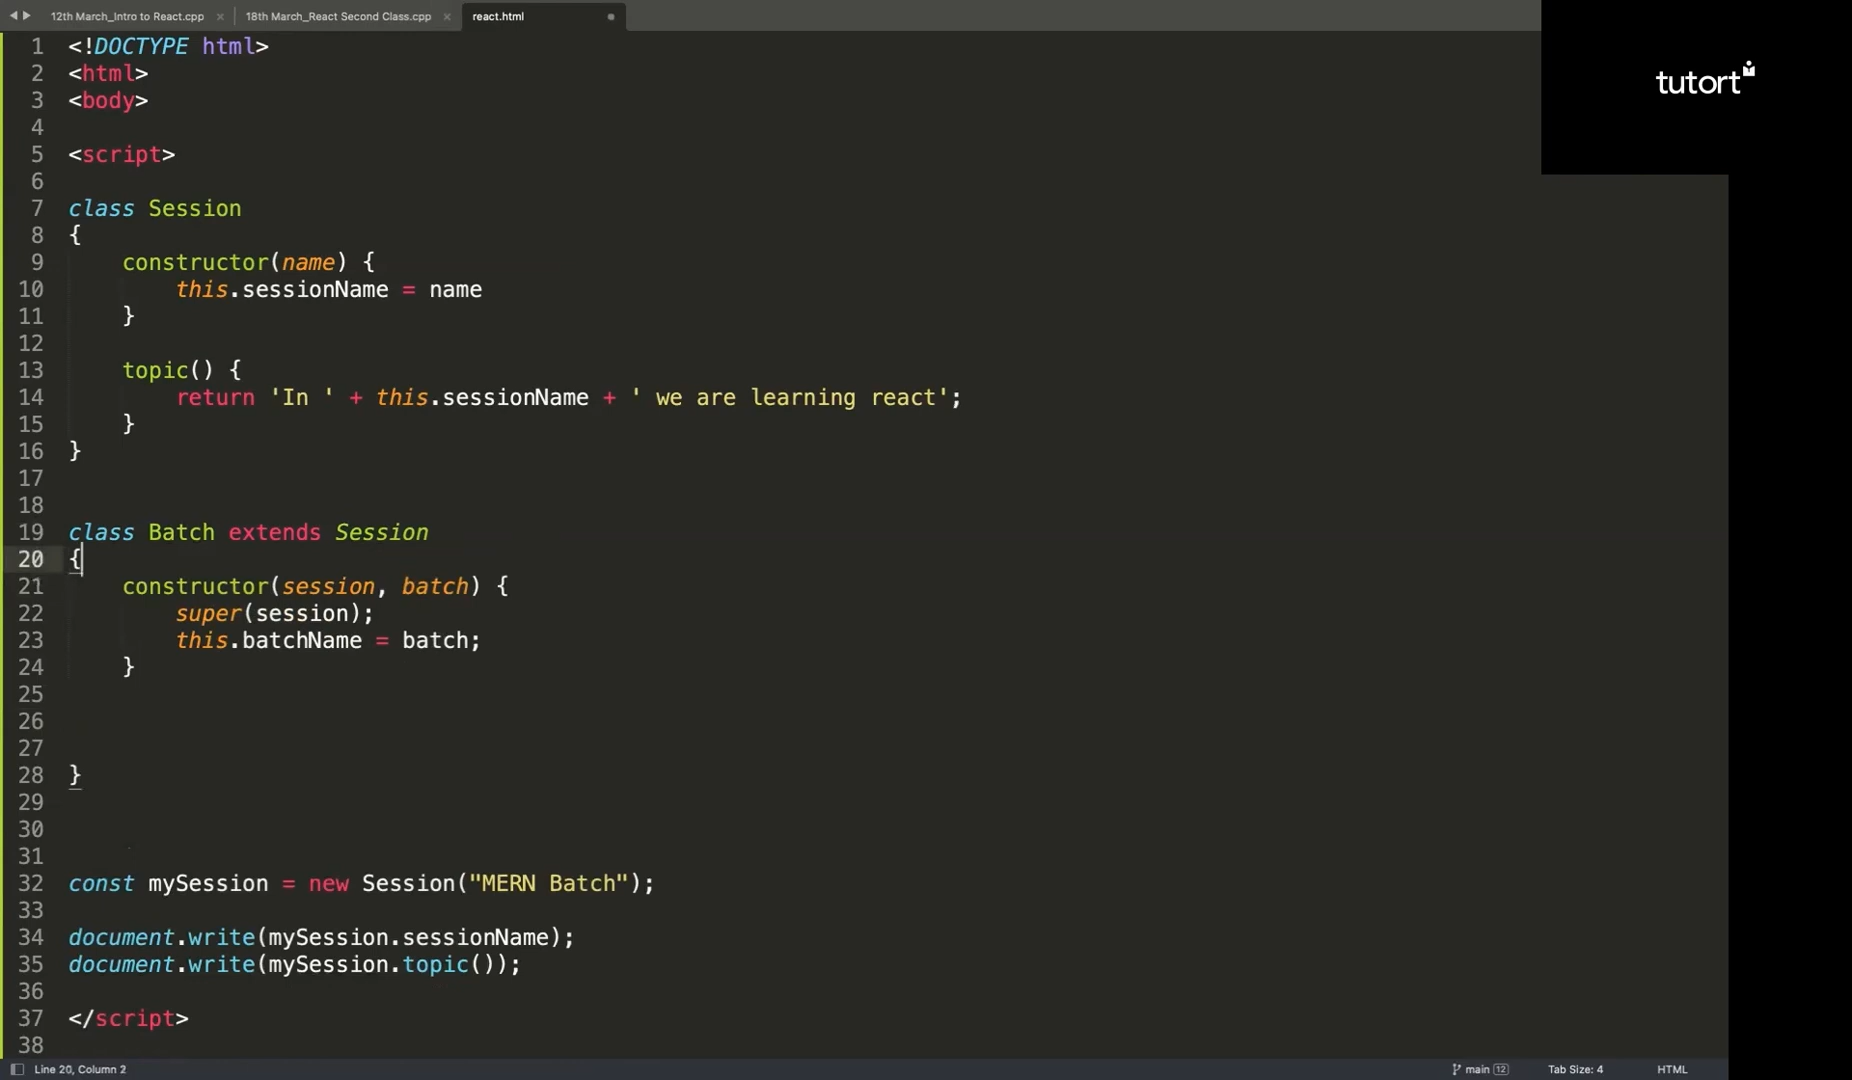 12th March_Intro to React.cpp × 18th March_React Second Class.cpp × react.html
tutort
1 <!DOCTYPE html>
2 <html>
3 <body>
4
5 <script>
6
7 class Session
8 {
9 constructor(name) {
10 this.sessionName = name
11 }
12
13 topic() {
14 return 'In ' + this.sessionName + ' we are learning react';
15 }
16 }
17
18
19 class Batch extends Session
20 {
21 constructor(session, batch) {
22 super(session);
23 this.batchName = batch;
24 }
25
26
27
28 }
29
30
31
32 const mySession = new Session("MERN Batch");
33
34 document.write(mySession.sessionName);
35 document.write(mySession.topic());
36
37 </script>
38
Line 20, Column 2 main 12 Tab Size: 4 HTML